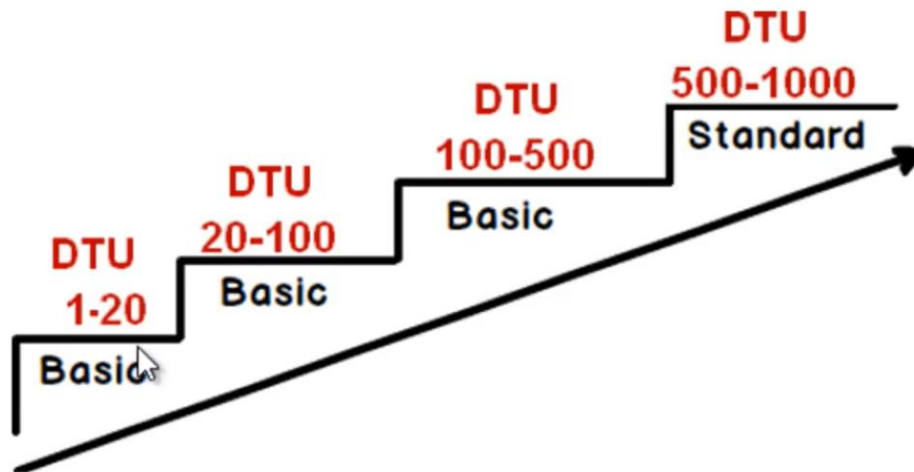 DTU
1-20
Basic
DTU
20-100
Basic
DTU
100-500
Basic
DTU
500-1000
Standard